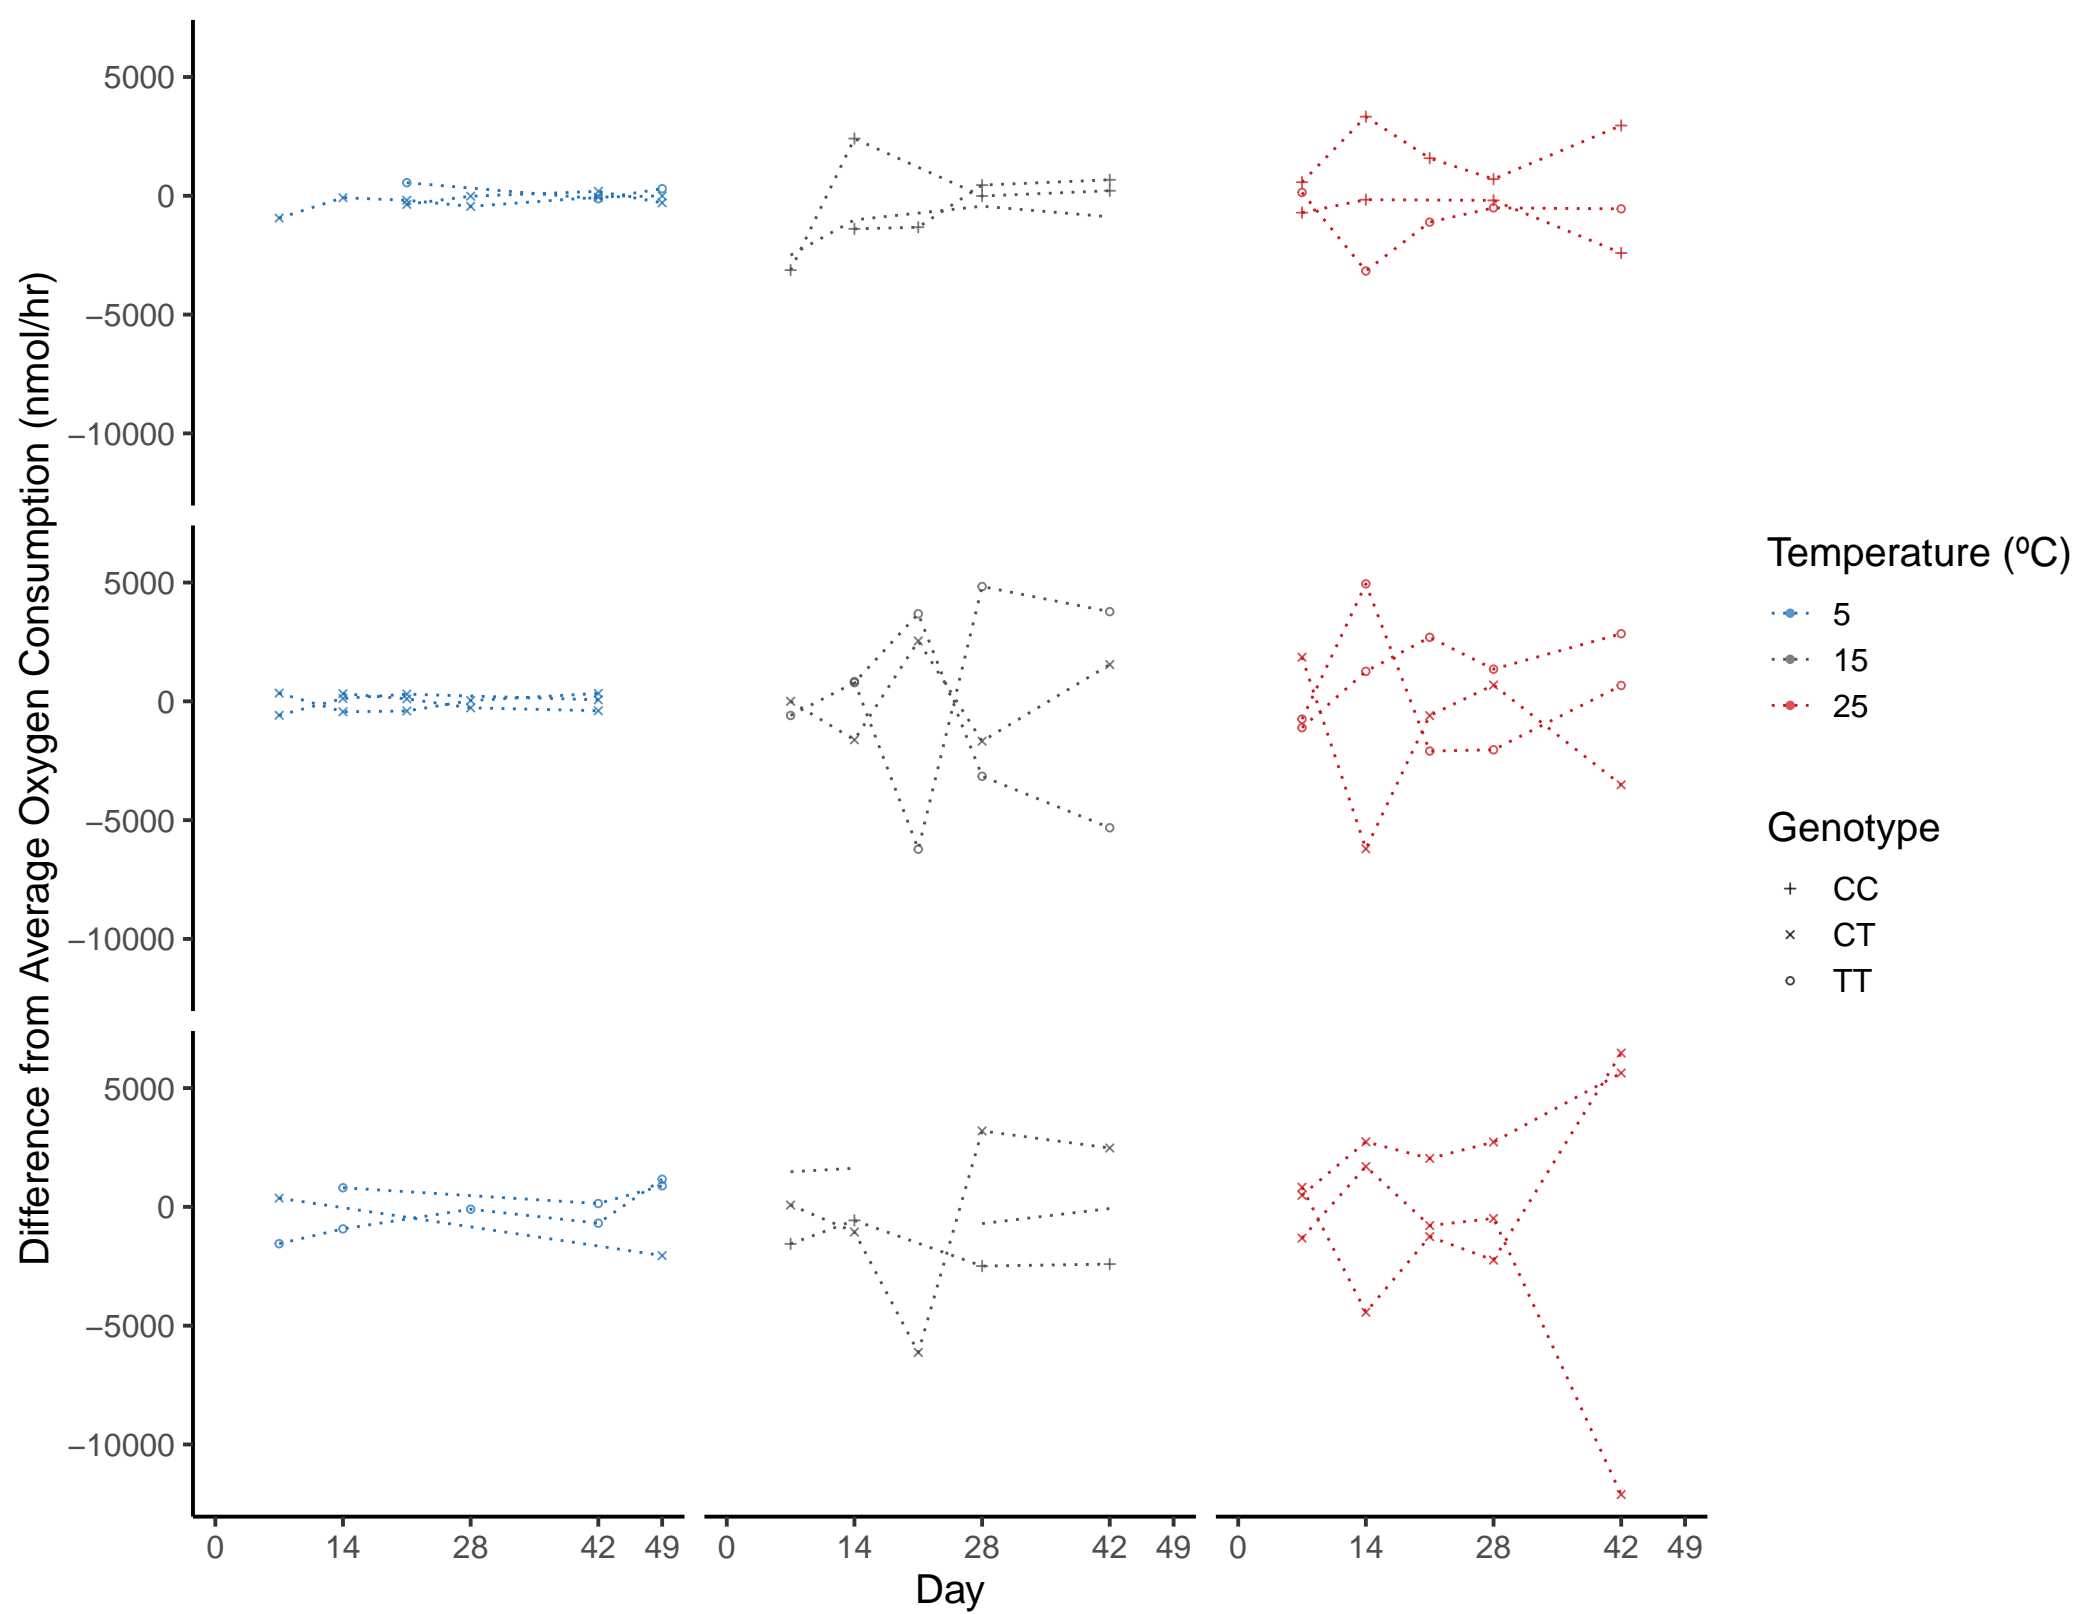 Difference from Average Oxygen Consumption (nmol/hr)
5000
0
−5000
−10000
5000
0
−5000
−10000
5000
0
−5000
−10000
0 14 28 42 49 0 14 28 42 49 0 14 28 42 49
Day
Temperature (ºC)
5
15
25
Genotype
CC
CT
TT